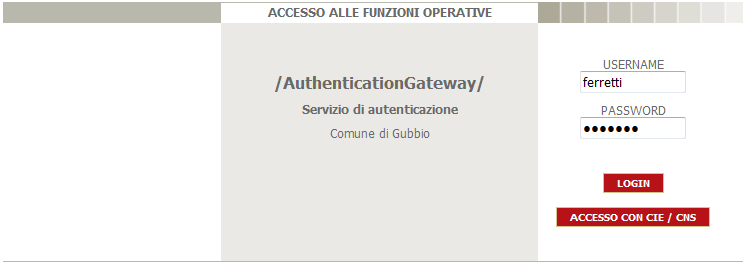 ACCESSO ALLE FUNZIONI OPERATIVE
/AuthenticationGateway/
Servizio di autenticazione
Comune di Gubbio
USERNAME
ferretti
PASSWORD
●●●●●●●
LOGIN
ACCESSO CON CIE / CNS